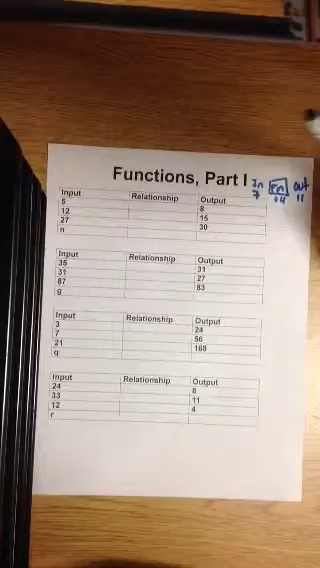 Functions, Part I In Fn out
7 +4 11
Input Relationship Output
5 8
12 15
27 30
n
Input Relationship Output
35 31
31 27
87 83
g
Input Relationship Output
3 24
7 56
21 168
q
Input Relationship Output
24 8
33 11
12 4
r